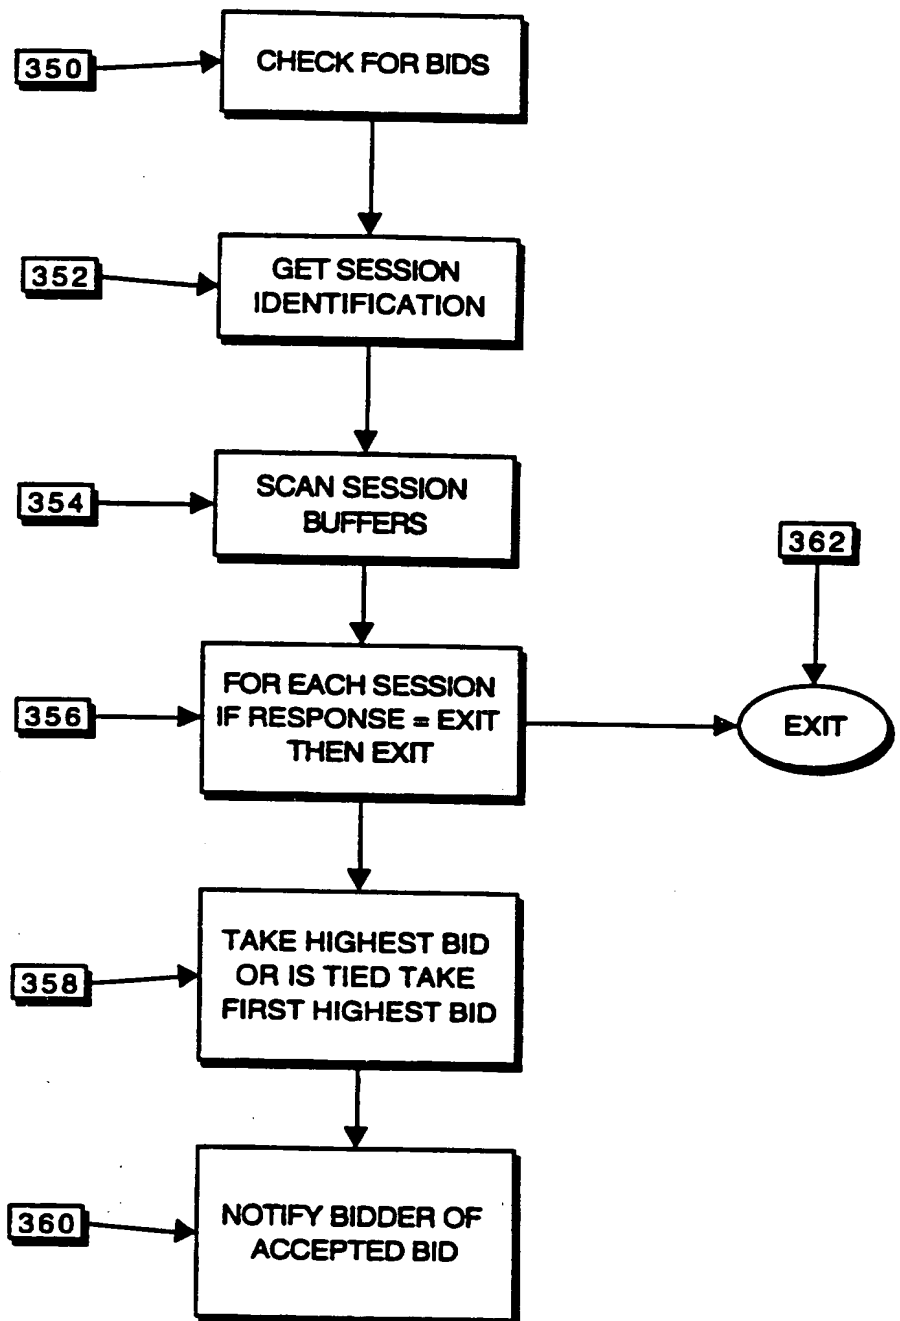 350
CHECK FOR BIDS
352
GET SESSION
IDENTIFICATION
354
SCAN SESSION
BUFFERS
362
356
FOR EACH SESSION
IF RESPONSE = EXIT
THEN EXIT
EXIT
358
TAKE HIGHEST BID
OR IS TIED TAKE
FIRST HIGHEST BID
360
NOTIFY BIDDER OF
ACCEPTED BID